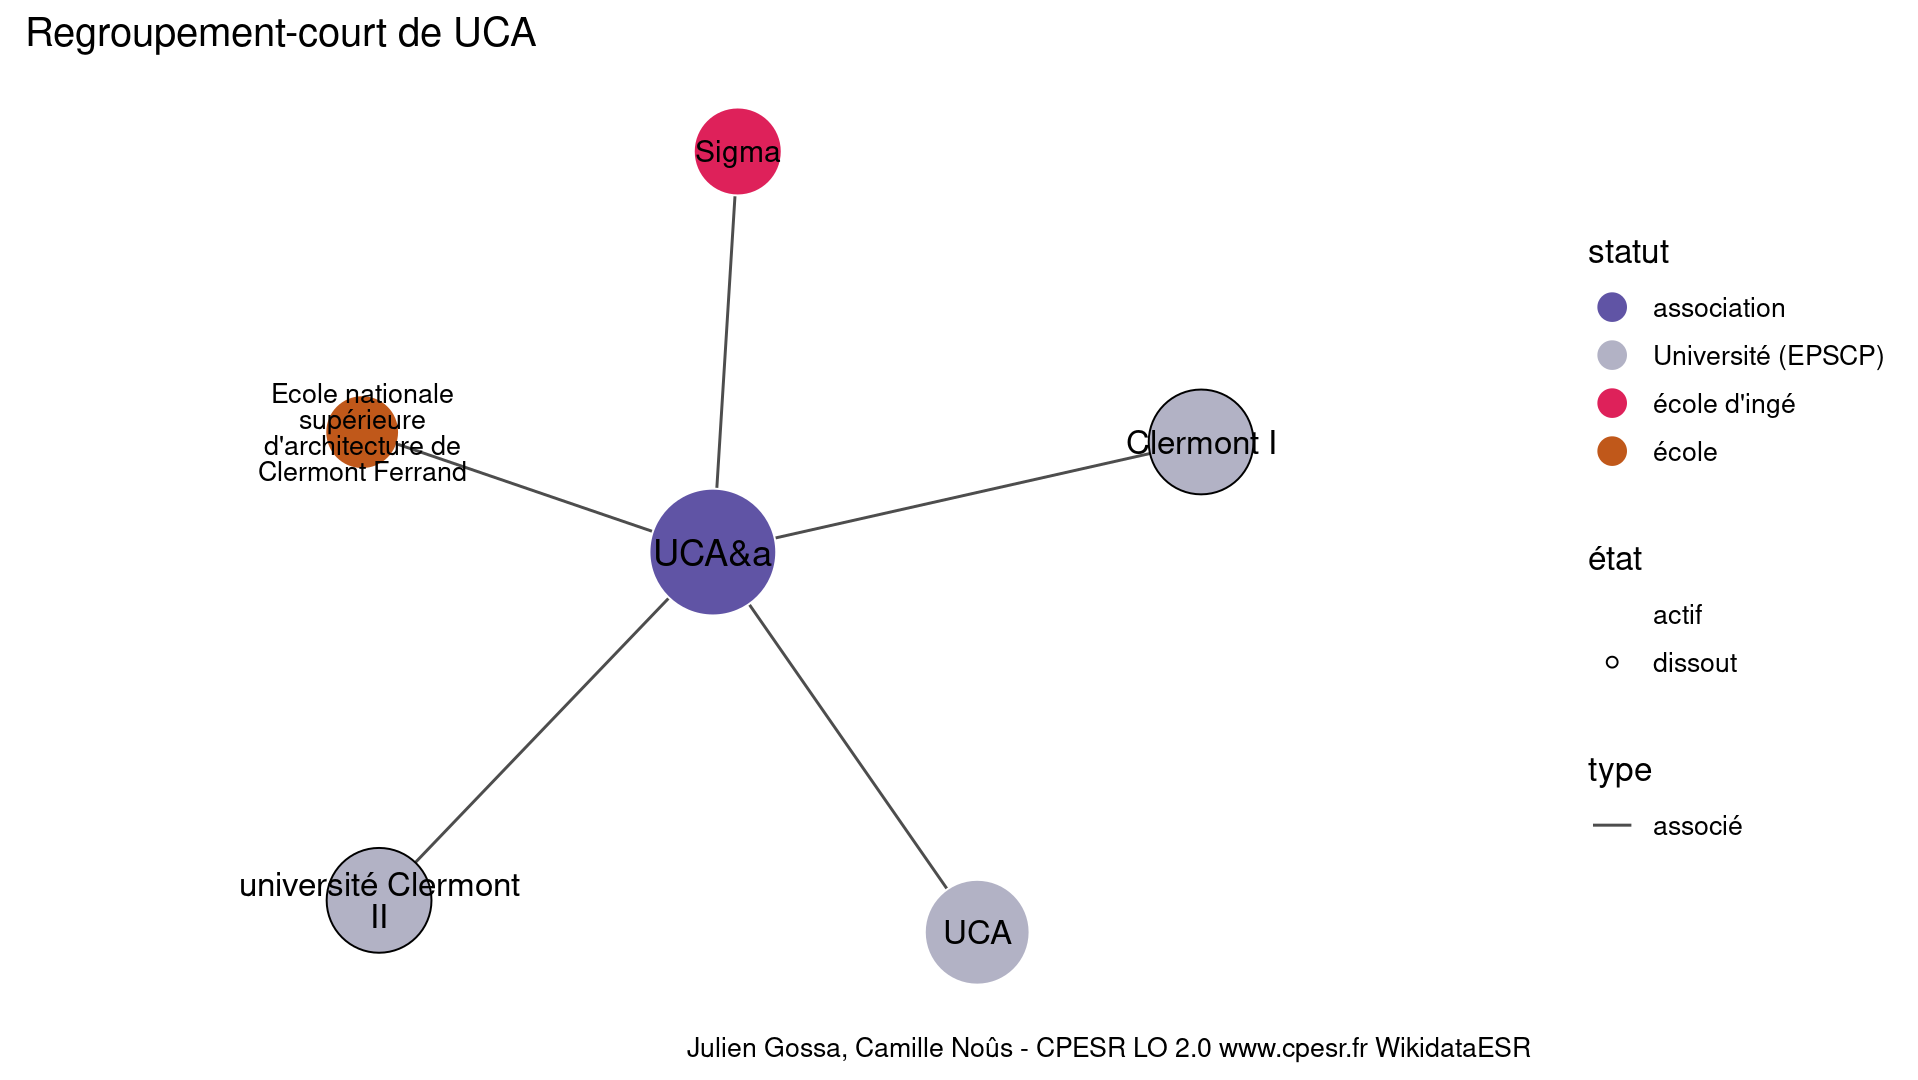 Regroupement-court de UCA
Sigma
Ecole nationale
supérieure
d'architecture de
Clermont Ferrand
Clermont I
UCA&a
université Clermont
II
UCA
statut
association
Université (EPSCP)
école d'ingé
école
état
actif
dissout
type
associé
Julien Gossa, Camille Noûs - CPESR LO 2.0 www.cpesr.fr WikidataESR